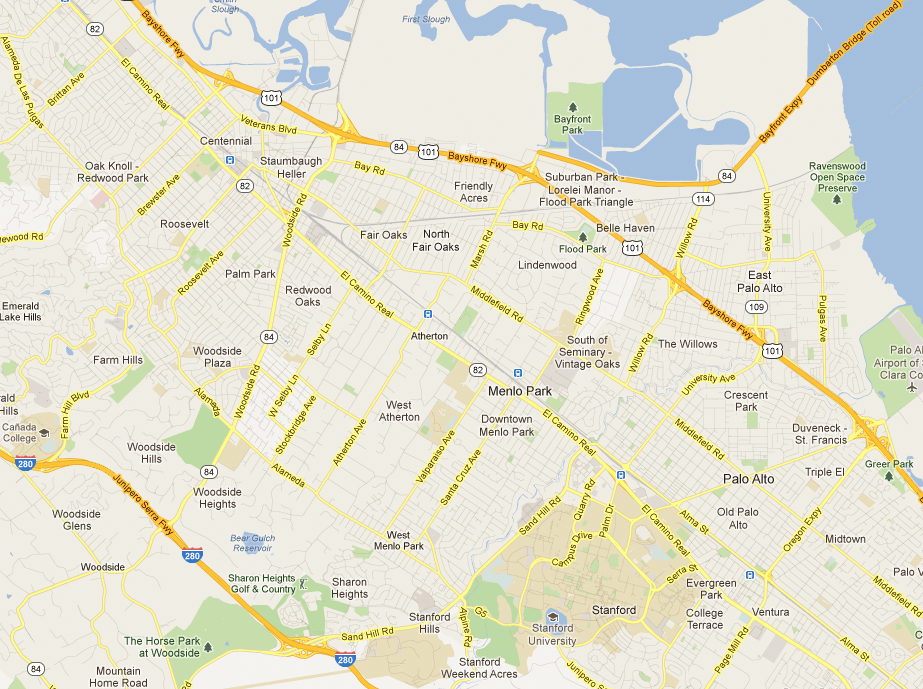 Smith
Slough
First Slough
82
Bayshore Fwy
Dumbarton Bridge (Toll road)
Alameda De Las Pulgas
Brittan Ave
El Camino Real
101
Veterans Blvd
Bayfront
Park
Bayfront Expy
Centennial
84
101
Bayshore Fwy
Staumbaugh
Heller
Bay Rd
Oak Knoll -
Redwood Park
82
Friendly
Acres
Suburban Park -
Lorelei Manor -
Flood Park Triangle
84
114
Ravenswood
Open Space
Preserve
Brewster Ave
Woodside Rd
Roosevelt
University Ave
Fair Oaks
North
Fair Oaks
Marsh Rd
Bay Rd
Belle Haven
Willow Rd
ewood Rd
Flood Park
101
Lindenwood
Roosevelt Ave
Palm Park
East
Palo Alto
Redwood
Oaks
El Camino Real
Middlefield Rd
Ringwood Ave
Emerald
Lake Hills
Bayshore Fwy
109
Pulgas Ave
84
Selby Ln
Atherton
South of
Seminary -
Vintage Oaks
Willow Rd
The Willows
101
Palo Al
Airport of S
Clara Co
Farm Hills
Woodside
Plaza
82
Menlo Park
University Ave
Crescent
Park
Farm Hill Blvd
ald
Hills
Alameda
Woodside Rd
W Selby Ln
Stockbridge Ave
West
Atherton
Downtown
Menlo Park
El Camino Real
Middlefield Rd
Duveneck -
St. Francis
Cañada
College
Atherton Ave
Valparaiso Ave
Santa Cruz Ave
Woodside
Hills
280
84
Alameda
Greer Park
Triple El
Palo Alto
Junipero Serra Fwy
Woodside
Heights
Sand Hill Rd
Quarry Rd
Palm Dr
El Camino Real
Alma St
Old Palo
Alto
Oregon Expy
Woodside
Glens
Bear Gulch
Reservoir
West
Menlo Park
Campus Drive
Midtown
280
Woodside
Sharon Heights
Golf & Country
Sharon
Heights
Serra St
Evergreen
Park
Palo V
Middlefield Rd
Stanford
College
Terrace
Ventura
Stanford
Hills
G5
Alpine Rd
Stanford
University
Sand Hill Rd
The Horse Park
at Woodside
280
Page Mill Rd
Alma St
C
84
Mountain
Home Road
Stanford
Weekend Acres
Junipero S